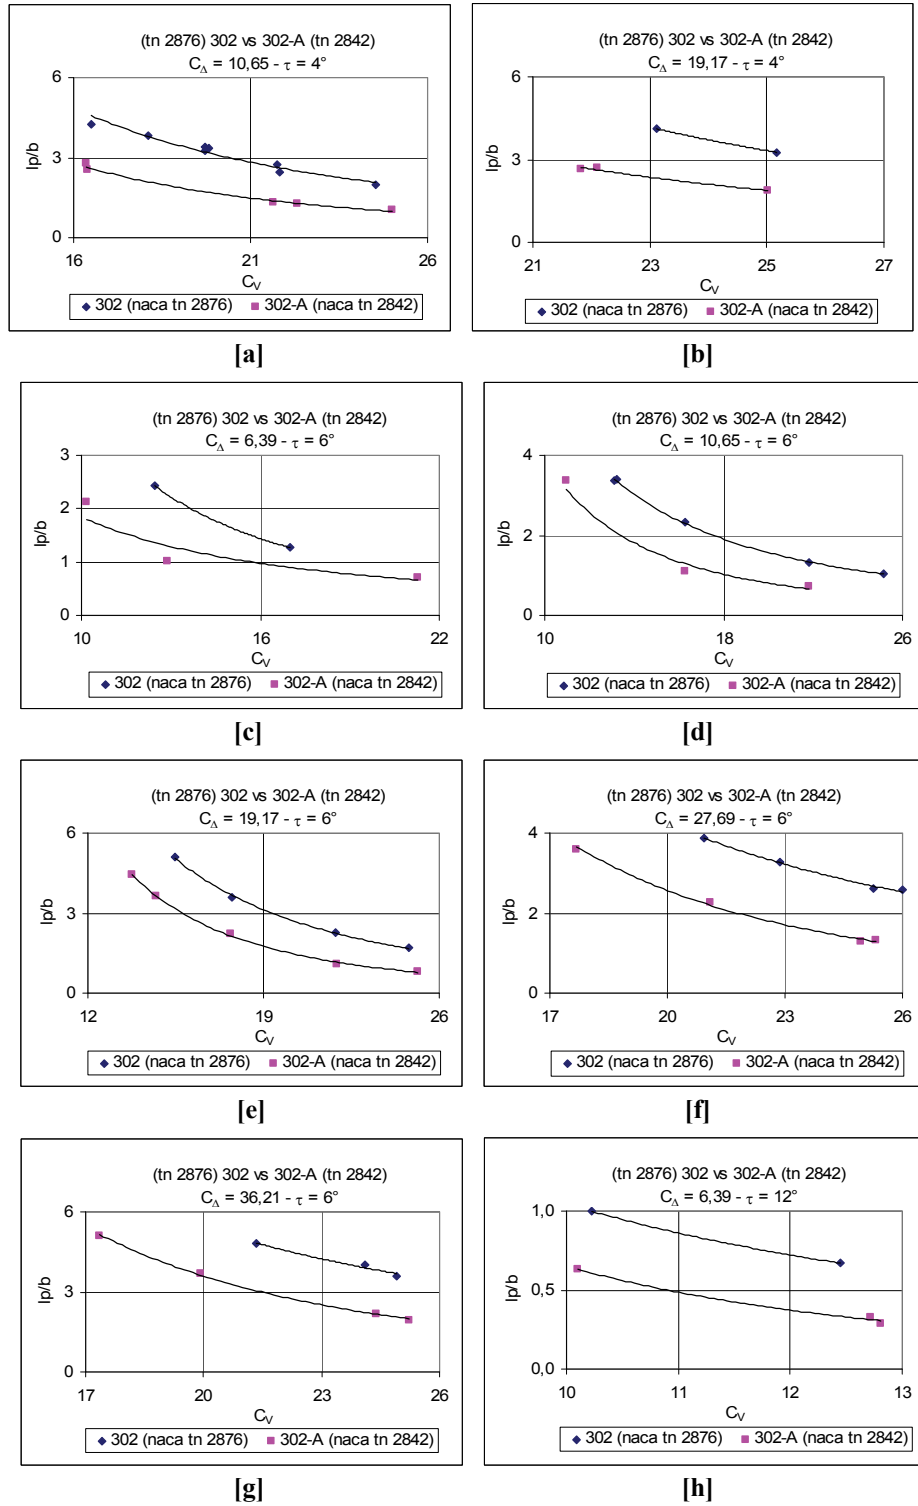 (tn 2876) 302 vs 302-A (tn 2842)
C_Δ = 10,65 - τ = 4°
6
3
0
lp/b
16 21 26
C_V
302 (naca tn 2876) 302-A (naca tn 2842)
[a]
(tn 2876) 302 vs 302-A (tn 2842)
C_Δ = 19,17 - τ = 4°
6
3
0
lp/b
21 23 25 27
C_V
302 (naca tn 2876) 302-A (naca tn 2842)
[b]
(tn 2876) 302 vs 302-A (tn 2842)
C_Δ = 6,39 - τ = 6°
3
2
1
0
lp/b
10 16 22
C_V
302 (naca tn 2876) 302-A (naca tn 2842)
[c]
(tn 2876) 302 vs 302-A (tn 2842)
C_Δ = 10,65 - τ = 6°
4
2
0
lp/b
10 18 26
C_V
302 (naca tn 2876) 302-A (naca tn 2842)
[d]
(tn 2876) 302 vs 302-A (tn 2842)
C_Δ = 19,17 - τ = 6°
6
3
0
lp/b
12 19 26
C_V
302 (naca tn 2876) 302-A (naca tn 2842)
[e]
(tn 2876) 302 vs 302-A (tn 2842)
C_Δ = 27,69 - τ = 6°
4
2
0
lp/b
17 20 23 26
C_V
302 (naca tn 2876) 302-A (naca tn 2842)
[f]
(tn 2876) 302 vs 302-A (tn 2842)
C_Δ = 36,21 - τ = 6°
6
3
0
lp/b
17 20 23 26
C_V
302 (naca tn 2876) 302-A (naca tn 2842)
[g]
(tn 2876) 302 vs 302-A (tn 2842)
C_Δ = 6,39 - τ = 12°
1,0
0,5
0,0
lp/b
10 11 12 13
C_V
302 (naca tn 2876) 302-A (naca tn 2842)
[h]